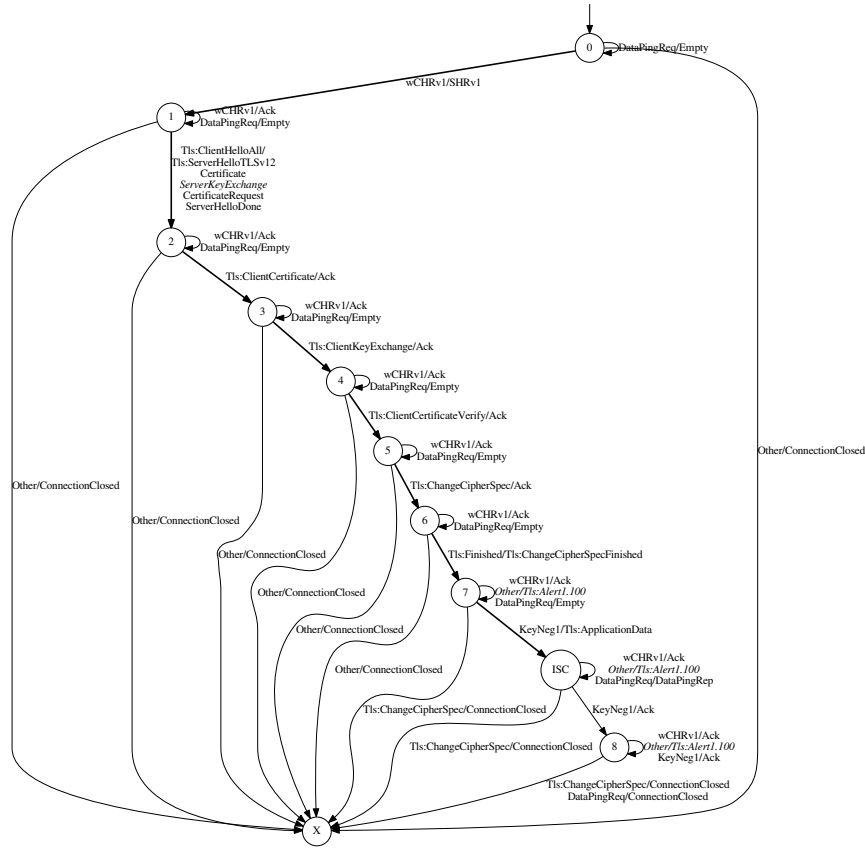 0
DataPingReq/Empty
wCHRv1/SHRv1
1
wCHRv1/Ack
DataPingReq/Empty
Tls:ClientHelloAll/
Tls:ServerHelloTLSv12
Certificate
ServerKeyExchange
CertificateRequest
ServerHelloDone
2
wCHRv1/Ack
DataPingReq/Empty
Tls:ClientCertificate/Ack
3
wCHRv1/Ack
DataPingReq/Empty
Tls:ClientKeyExchange/Ack
4
wCHRv1/Ack
DataPingReq/Empty
Tls:ClientCertificateVerify/Ack
5
wCHRv1/Ack
DataPingReq/Empty
Other/ConnectionClosed
Tls:ChangeCipherSpec/Ack
Other/ConnectionClosed
6
wCHRv1/Ack
DataPingReq/Empty
Other/ConnectionClosed
Tls:Finished/Tls:ChangeCipherSpecFinished
Other/ConnectionClosed
7
wCHRv1/Ack
Other/Tls:Alert1.100
DataPingReq/Empty
Other/ConnectionClosed
KeyNeg1/Tls:ApplicationData
Other/ConnectionClosed
ISC
wCHRv1/Ack
Other/Tls:Alert1.100
DataPingReq/DataPingRep
Other/ConnectionClosed
Tls:ChangeCipherSpec/ConnectionClosed
KeyNeg1/Ack
8
wCHRv1/Ack
Other/Tls:Alert1.100
KeyNeg1/Ack
Tls:ChangeCipherSpec/ConnectionClosed
Tls:ChangeCipherSpec/ConnectionClosed
DataPingReq/ConnectionClosed
X